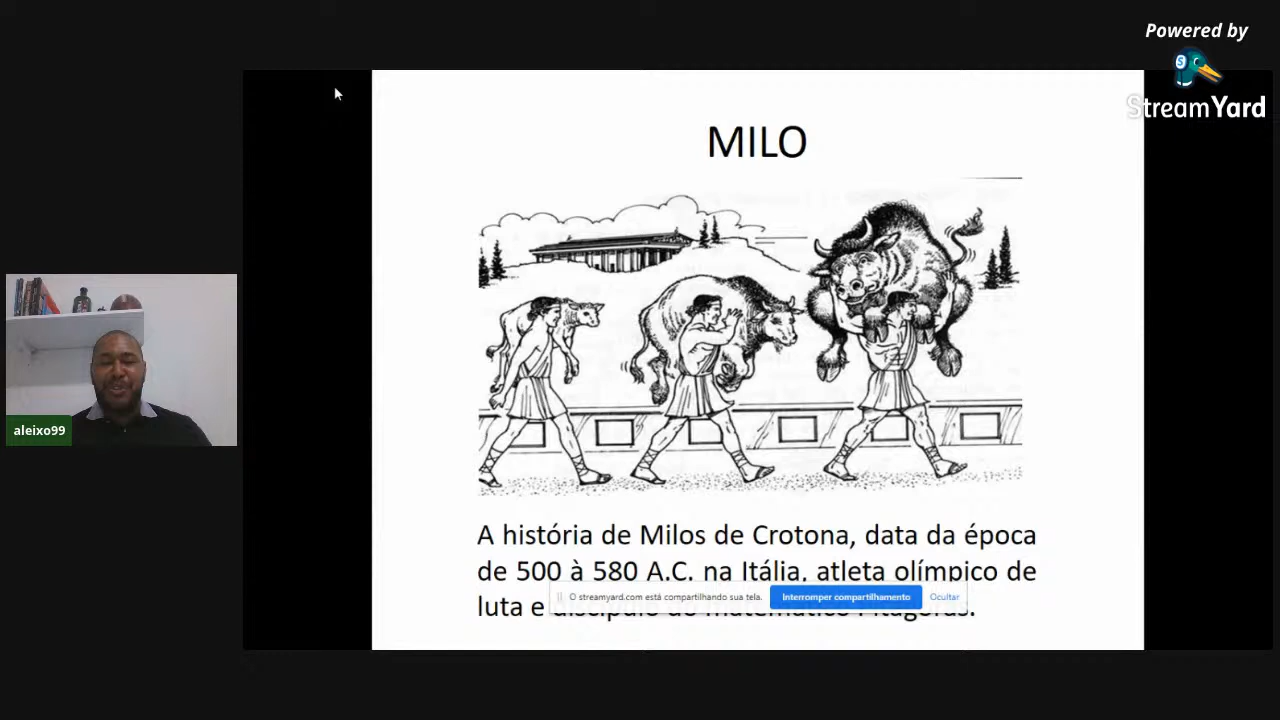 Powered by
StreamYard
MILO
aleixo99
A história de Milos de Crotona, data da época
de 500 à 580 A.C. na Itália, atleta olímpico de
luta e discípulo do matemático Pitágoras.
O streamyard.com está compartilhando sua tela.
Interromper compartilhamento
Ocultar